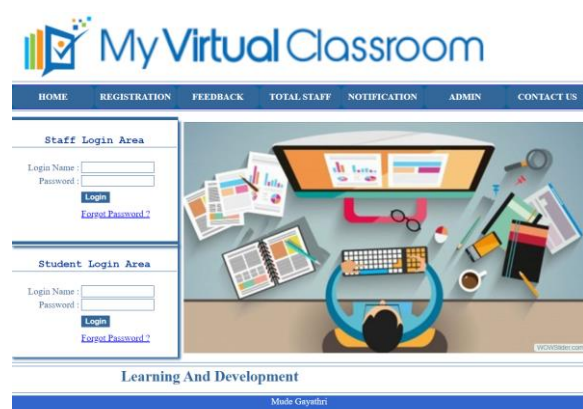 My Virtual Classroom
HOME REGISTRATION FEEDBACK TOTAL STAFF NOTIFICATION ADMIN CONTACT US
Staff Login Area
Login Name :
Password :
Login
Forgot Password ?
Student Login Area
Login Name :
Password :
Login
Forgot Password ?
WOWSlider.com
Learning And Development
Mude Gayathri